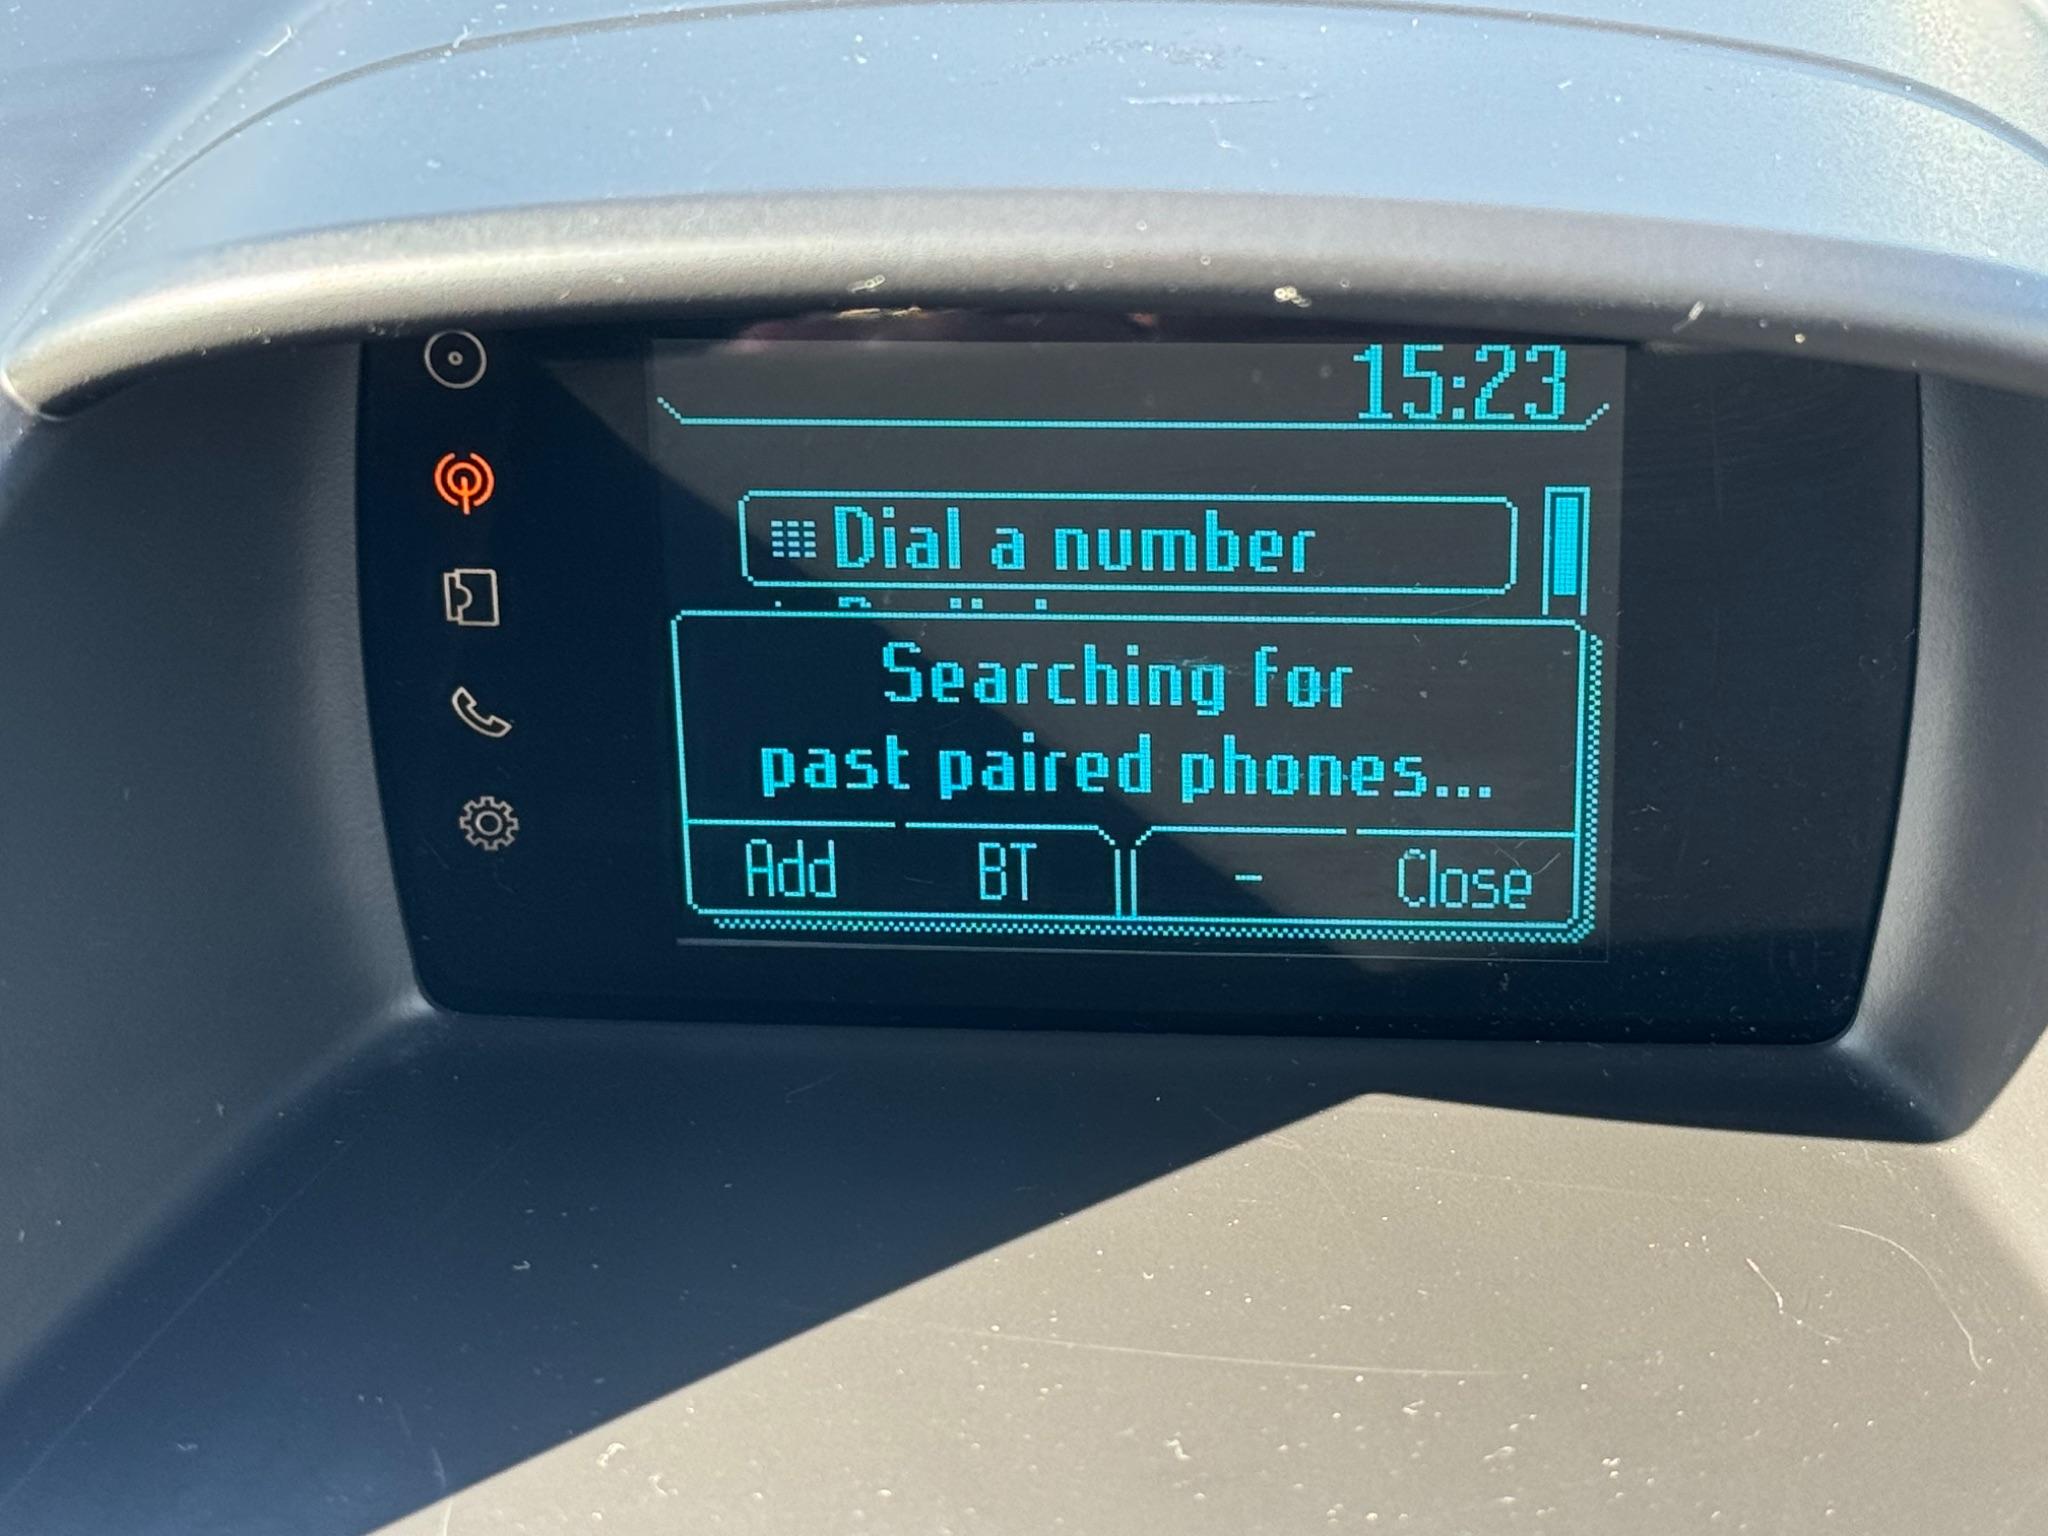 15:23
Dial a number
Searching for
past paired phones...
Add BT - Close